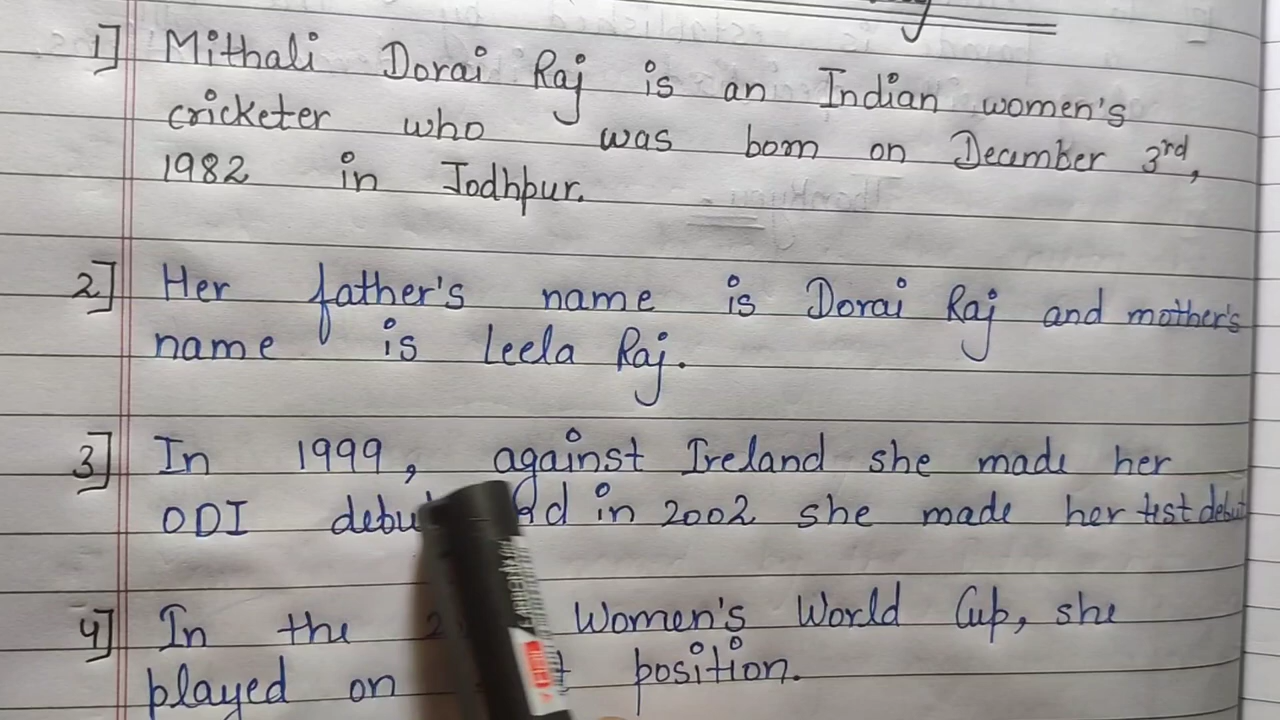 1] Mithali Dorai Raj is an Indian women's
cricketer who was born on December 3rd,
1982 in Jodhpur.
2] Her father's name is Dorai Raj and mother's
name is Leela Raj.
3] In 1999, against Ireland she made her
ODI in 2002 she made her test debut
4] In the Women's World Cup, she
played on position.